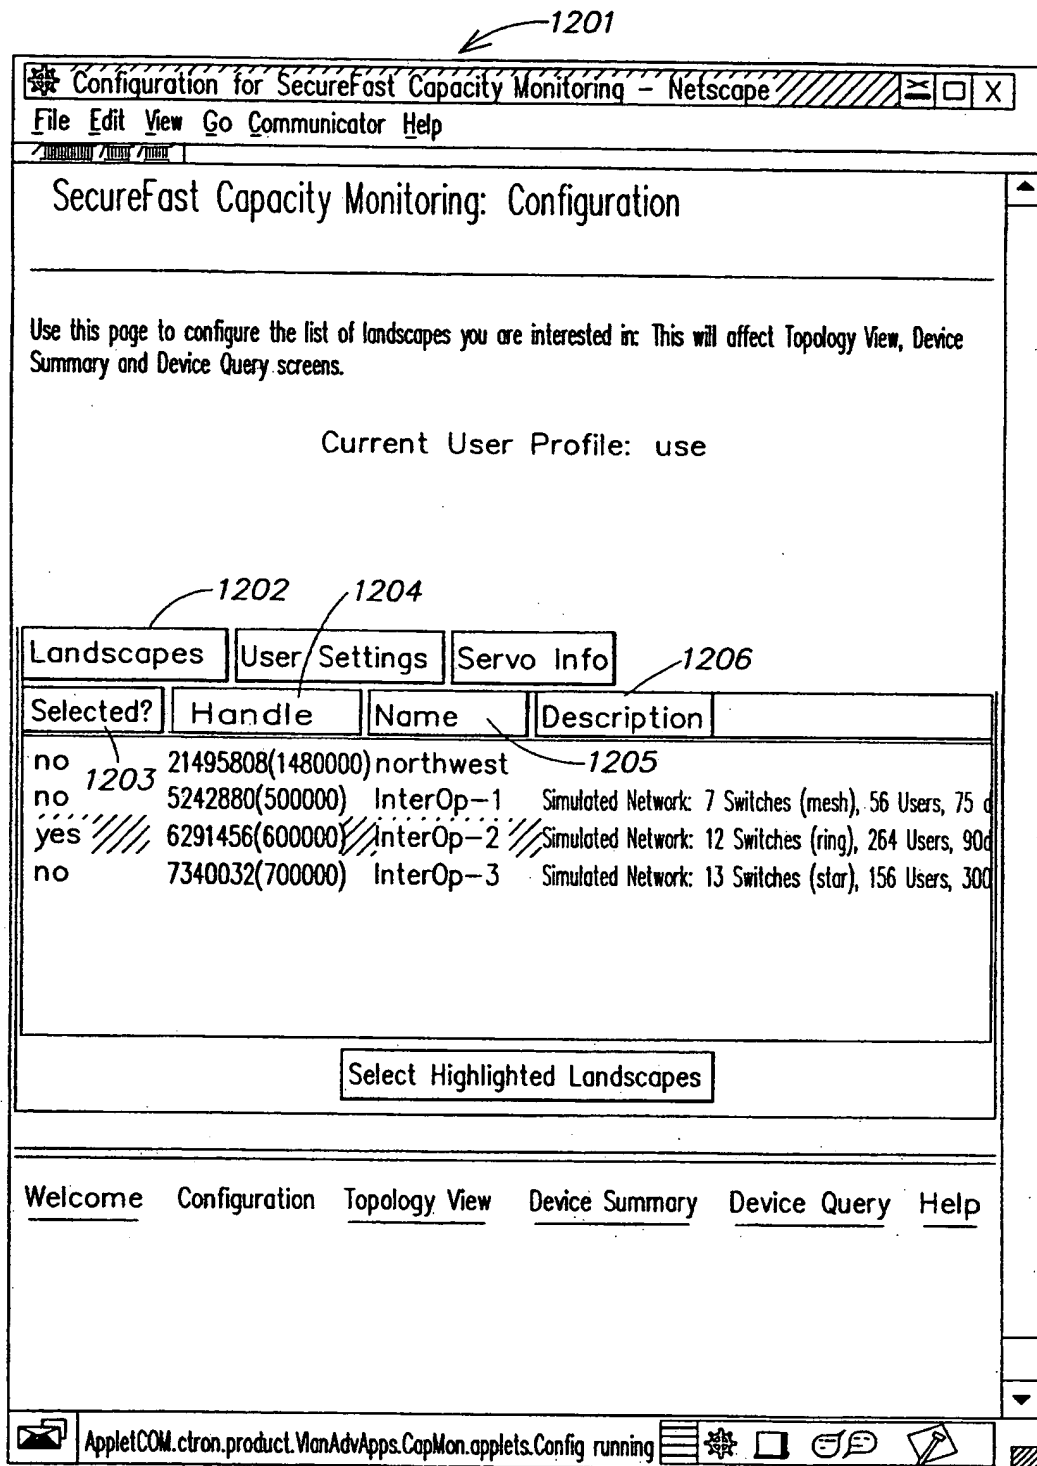 1201
Configuration for SecureFast Capacity Monitoring – Netscape X
File Edit View Go Communicator Help
SecureFast Capacity Monitoring: Configuration
Use this page to configure the list of landscapes you are interested in: This will affect Topology View, Device
Summary and Device Query screens.
Current User Profile: use
1202 1204
Landscapes User Settings Servo Info 1206
Selected? Handle Name Description
no 21495808(1480000) northwest 1205
1203
no 5242880(500000) InterOp–1 Simulated Network: 7 Switches (mesh), 56 Users, 75 d
yes 6291456(600000) InterOp–2 Simulated Network: 12 Switches (ring), 264 Users, 90d
no 7340032(700000) InterOp–3 Simulated Network: 13 Switches (star), 156 Users, 300
Select Highlighted Landscapes
Welcome Configuration Topology View Device Summary Device Query Help
AppletCOM.ctron.product.VlanAdvApps.CapMon.applets.Config running